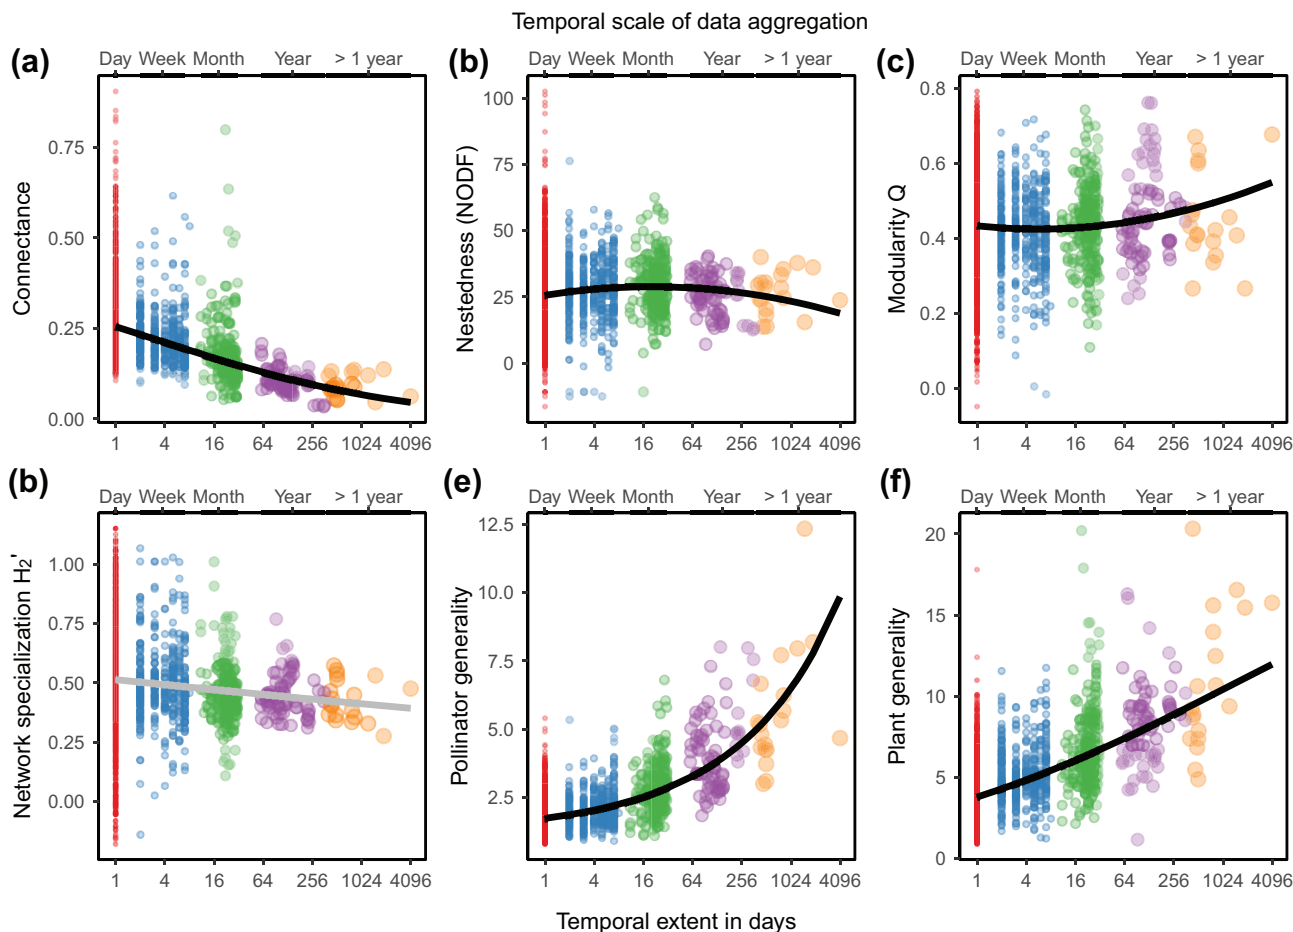 Temporal scale of data aggregation
(a)
Day Week Month Year > 1 year
Connectance
0.75
0.50
0.25
0.00
1 4 16 64 256 1024 4096
(b)
Day Week Month Year > 1 year
Nestedness (NODF)
100
75
50
25
0
1 4 16 64 256 1024 4096
(c)
Day Week Month Year > 1 year
Modularity Q
0.8
0.6
0.4
0.2
0.0
1 4 16 64 256 1024 4096
(b)
Day Week Month Year > 1 year
Network specialization H2'
1.00
0.75
0.50
0.25
0.00
1 4 16 64 256 1024 4096
(e)
Day Week Month Year > 1 year
Pollinator generality
12.5
10.0
7.5
5.0
2.5
1 4 16 64 256 1024 4096
(f)
Day Week Month Year > 1 year
Plant generality
20
15
10
5
0
1 4 16 64 256 1024 4096
Temporal extent in days